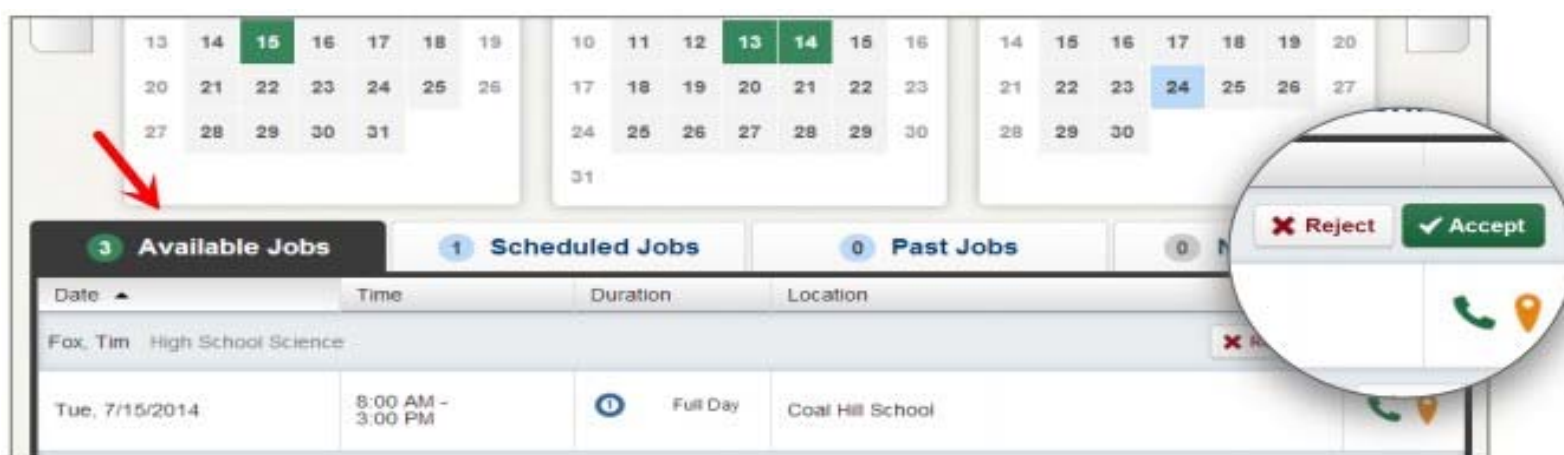 13 14 15 16 17 18 19 10 11 12 13 14 15 16 14 15 16 17 18 19 20
20 21 22 23 24 25 26 17 18 19 20 21 22 23 21 22 23 24 25 26 27
27 28 29 30 31 24 25 26 27 28 29 30 28 29 30
31
3 Available Jobs 1 Scheduled Jobs 0 Past Jobs 0 N
Reject Accept
Date Time Duration Location
Fox, Tim High School Science
Tue, 7/15/2014 8:00 AM - Full Day Coal Hill School
3:00 PM